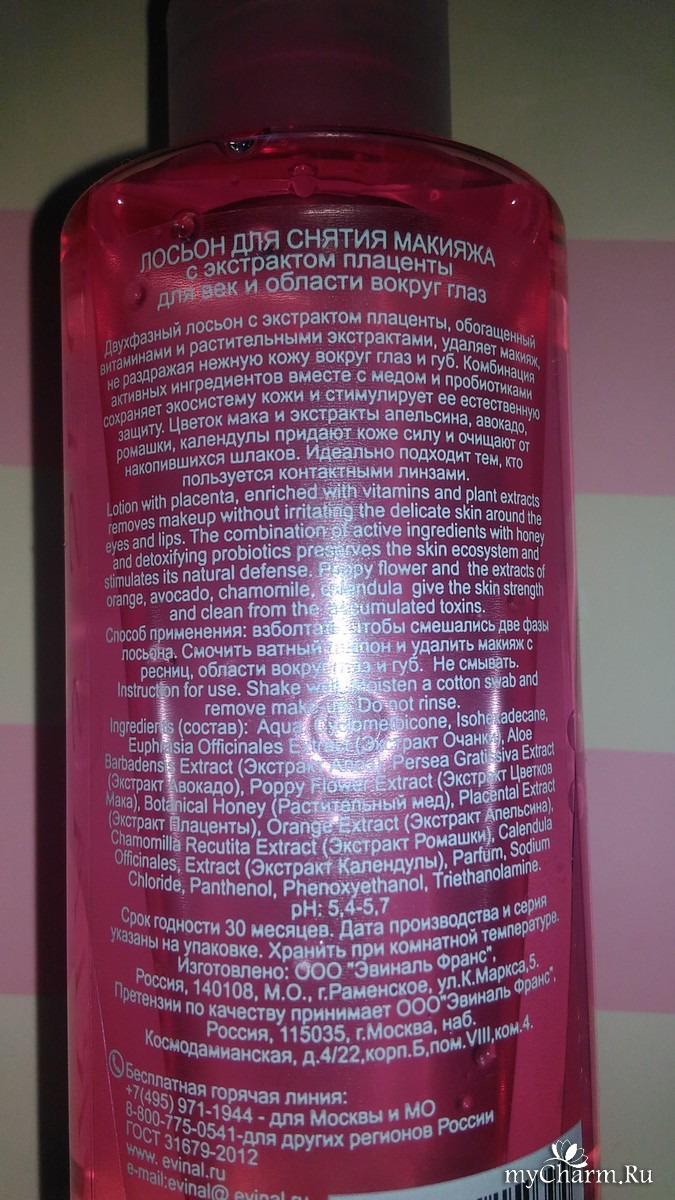 ЛОСЬОН ДЛЯ СНЯТИЯ МАКИЯЖА
с экстрактом плаценты
для век и области вокруг глаз
Двухфазный лосьон с экстрактом плаценты, обогащенный
витаминами и растительными экстрактами, удаляет макияж,
не раздражая нежную кожу вокруг глаз и губ. Комбинация
активных ингредиентов вместе с медом и пробиотиками
сохраняет экосистему кожи и стимулирует ее естественную
защиту. Цветок мака и экстракты апельсина, авокадо,
ромашки, календулы придают коже силу и очищают от
накопившихся шлаков. Идеально подходит тем, кто
пользуется контактными линзами.
Lotion with placenta, enriched with vitamins and plant extracts
removes makeup without irritating the delicate skin around the
eyes and lips. The combination of active ingredients with honey
and detoxifying probiotics preserves the skin ecosystem and
stimulates its natural defense. Poppy flower and the extracts of
orange, avocado, chamomile, calendula give the skin strength
and clean from the accumulated toxins.
Способ применения: взболтать, чтобы смешались две фазы
лосьона. Смочить ватный тампон и удалить макияж с
ресниц, области вокруг глаз и губ. Не смывать.
Instruction for use. Shake well, moisten a cotton swab and
remove make up. Do not rinse.
Ingredients (состав): Aqua, Isohexadecane,
Euphrasia Officinales Extract (Экстракт Очанки), Aloe
Barbadensis Extract (Экстракт Алоэ), Persea Gratissiva Extract
(Экстракт Авокадо), Poppy Flower Extract (Экстракт Цветков
Мака), Botanical Honey (Растительный мед), Placental Extract
(Экстракт Плаценты), Orange Extract (Экстракт Апельсина),
Chamomilla Recutita Extract (Экстракт Ромашки), Calendula
Officinales, Extract (Экстракт Календулы), Parfum, Sodium
Chloride, Panthenol, Phenoxyethanol, Triethanolamine.
pH: 5,4-5,7
Срок годности 30 месяцев. Дата производства и серия
указаны на упаковке. Хранить при комнатной температуре.
Изготовлено: ООО "Эвиналь Франс",
Россия, 140108, М.О., г.Раменское, ул.К.Маркса,5.
Претензии по качеству принимает ООО"Эвиналь Франс",
Россия, 115035, г.Москва, наб.
Космодамианская, д.4/22,корп.Б,пом.VIII,ком.4.
Бесплатная горячая линия:
+7(495) 971-1944 - для Москвы и МО
8-800-775-0541-для других регионов России
ГОСТ 31679-2012
www. evinal.ru
e-mail:evinal@ evinal.ru
myCharm.Ru